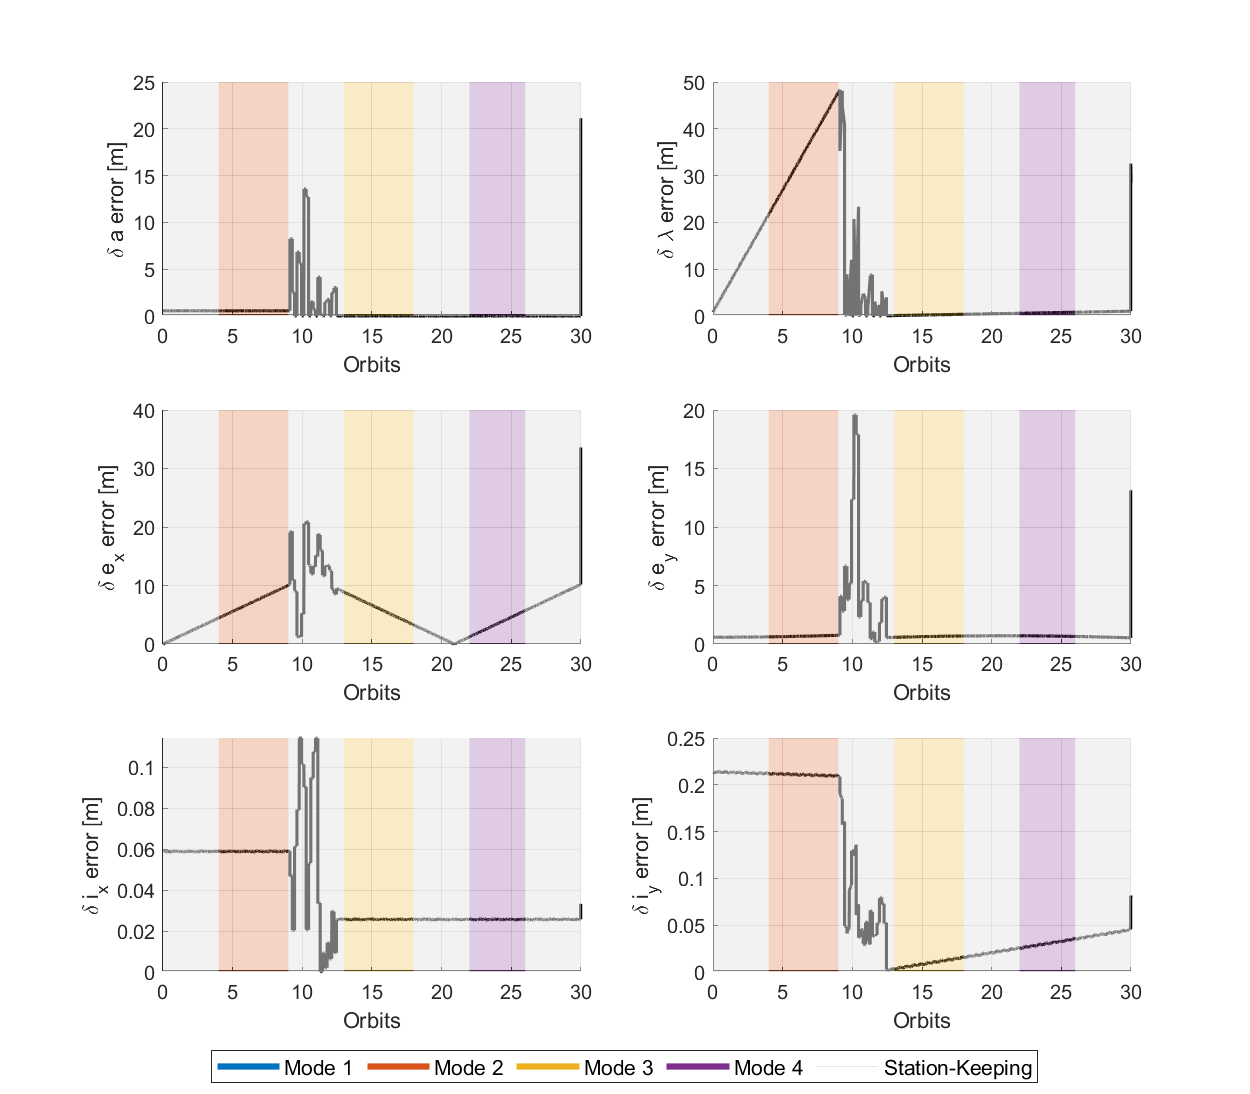 25
20
15
10
5
0
δ a error [m]
0 5 10 15 20 25 30
Orbits
50
40
30
20
10
0
δ λ error [m]
0 5 10 15 20 25 30
Orbits
40
30
20
10
0
δ e_x error [m]
0 5 10 15 20 25 30
Orbits
20
15
10
5
0
δ e_y error [m]
0 5 10 15 20 25 30
Orbits
0.1
0.08
0.06
0.04
0.02
0
δ i_x error [m]
0 5 10 15 20 25 30
Orbits
0.25
0.2
0.15
0.1
0.05
0
δ i_y error [m]
0 5 10 15 20 25 30
Orbits
Mode 1 Mode 2 Mode 3 Mode 4 Station-Keeping